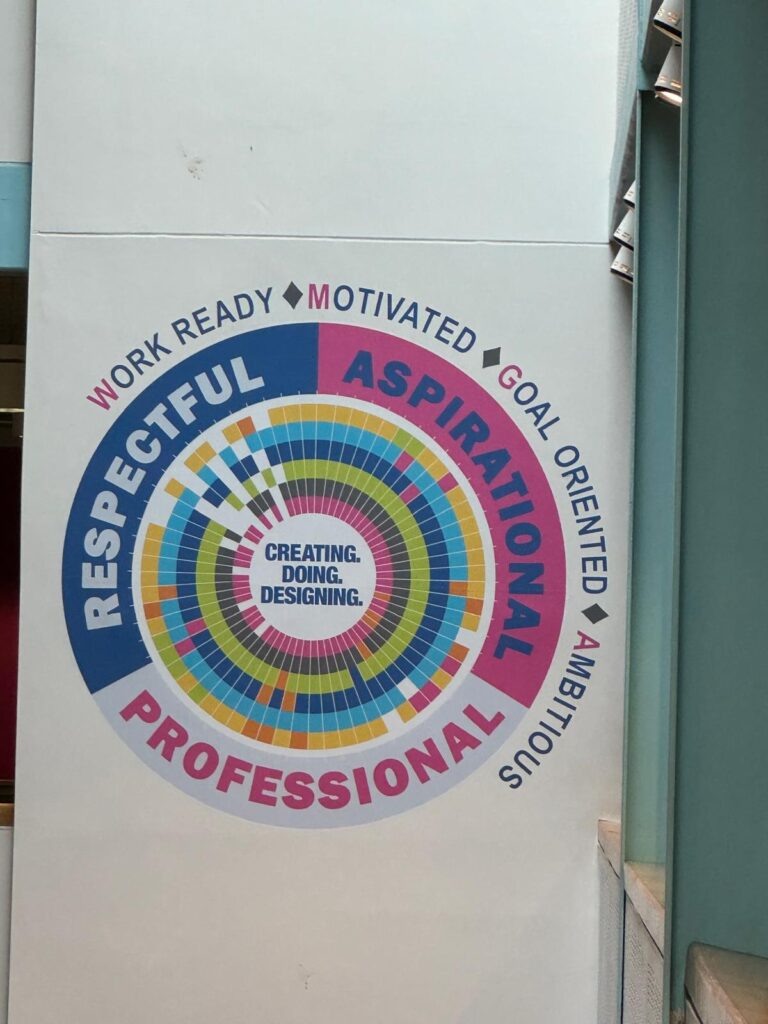 WORK READY ◆ MOTIVATED ◆ GOAL ORIENTED ◆ AMBITIOUS
RESPECTFUL
ASPIRATIONAL
PROFESSIONAL
CREATING.
DOING.
DESIGNING.